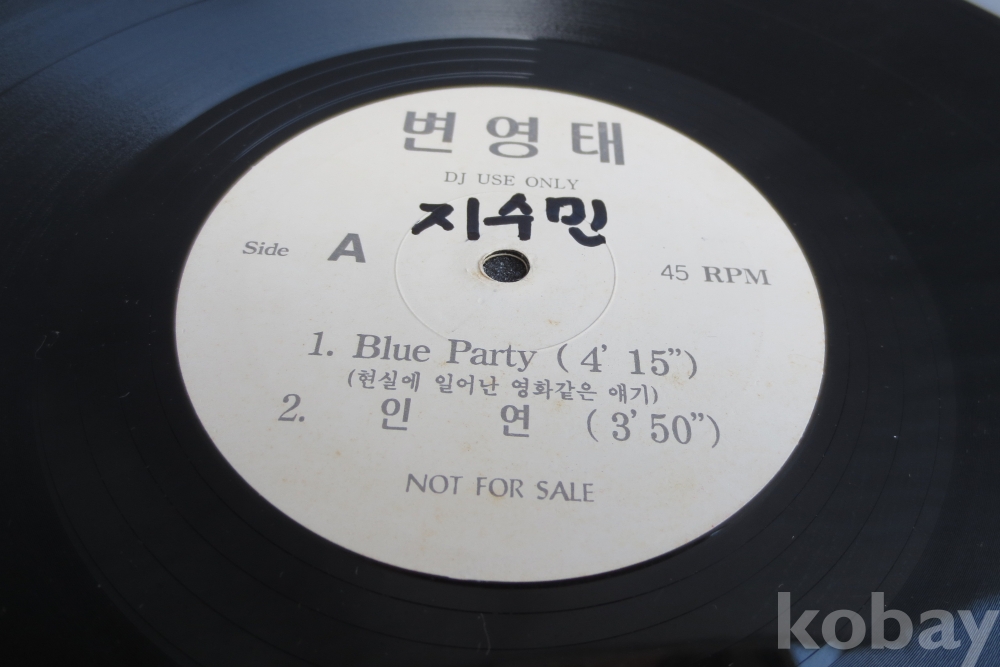 변영태
DJ USE ONLY
지수민
Side A
45 RPM
1. Blue Party (4' 15")
(현실에 일어난 영화같은 얘기)
2. 인 연 (3' 50")
NOT FOR SALE
kobay